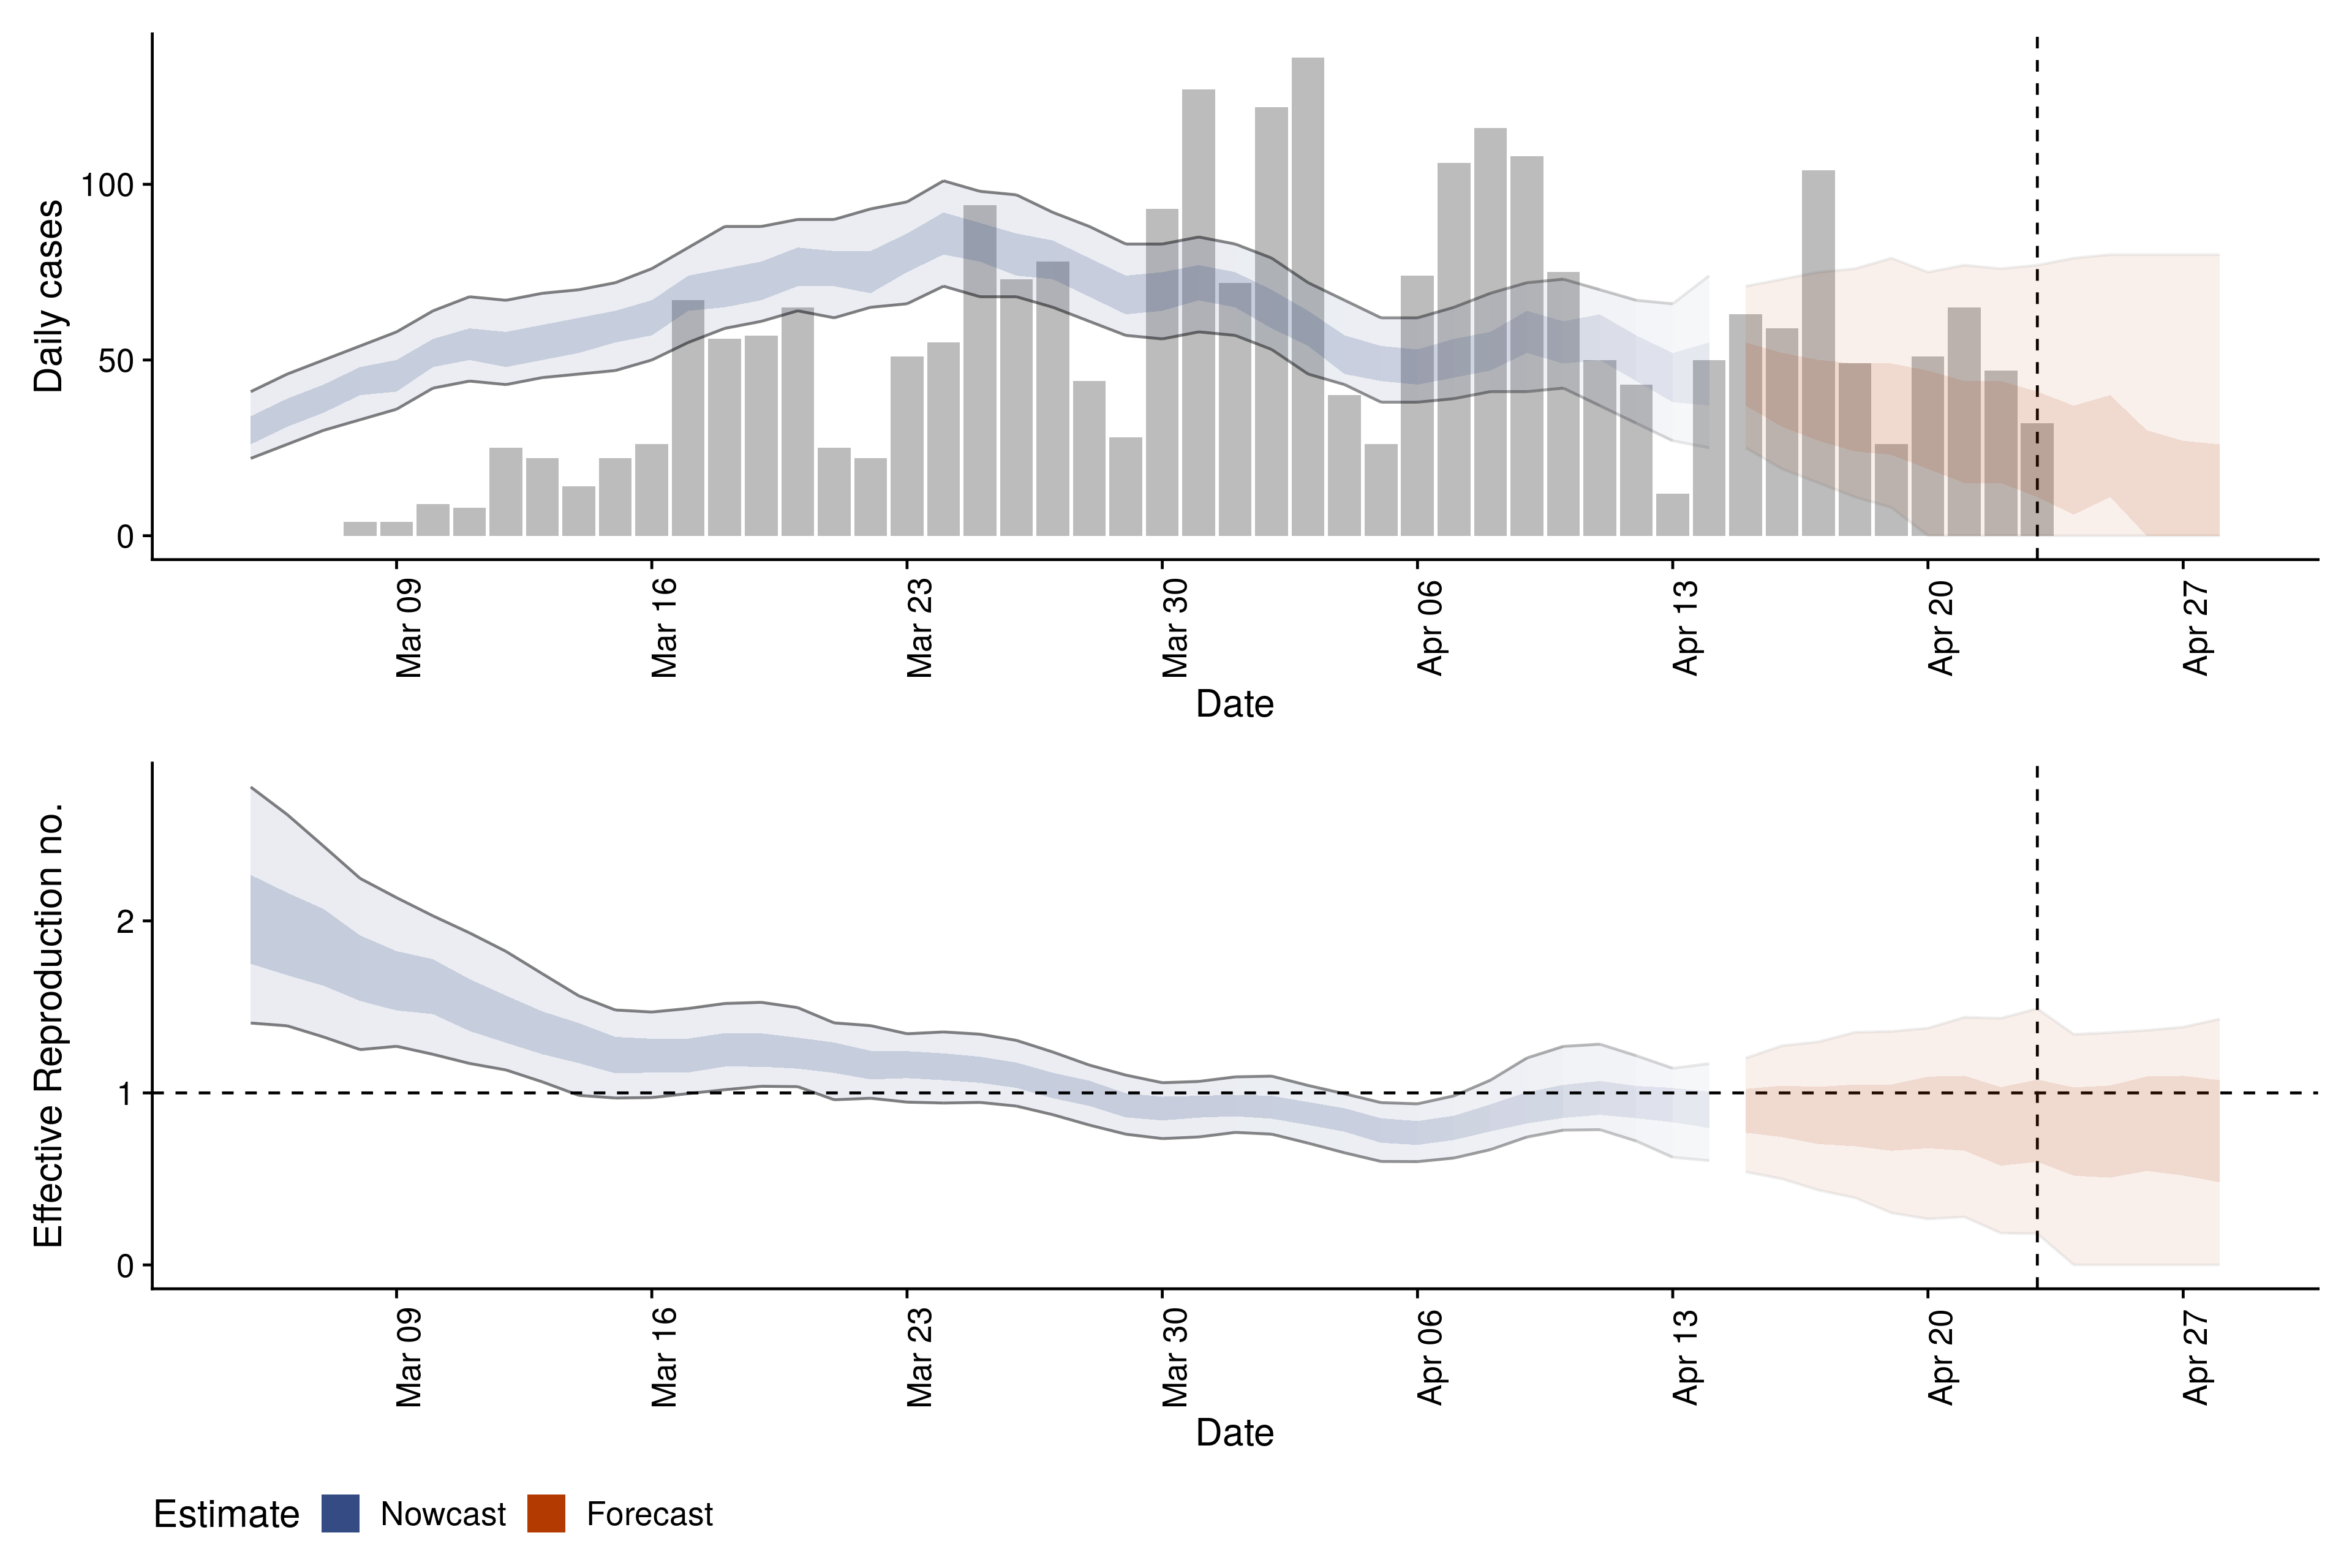 Daily cases
100
50
0
Mar 09
Mar 16
Mar 23
Mar 30
Apr 06
Apr 13
Apr 20
Apr 27
Date
Effective Reproduction no.
2
1
0
Mar 09
Mar 16
Mar 23
Mar 30
Apr 06
Apr 13
Apr 20
Apr 27
Date
Estimate Nowcast Forecast